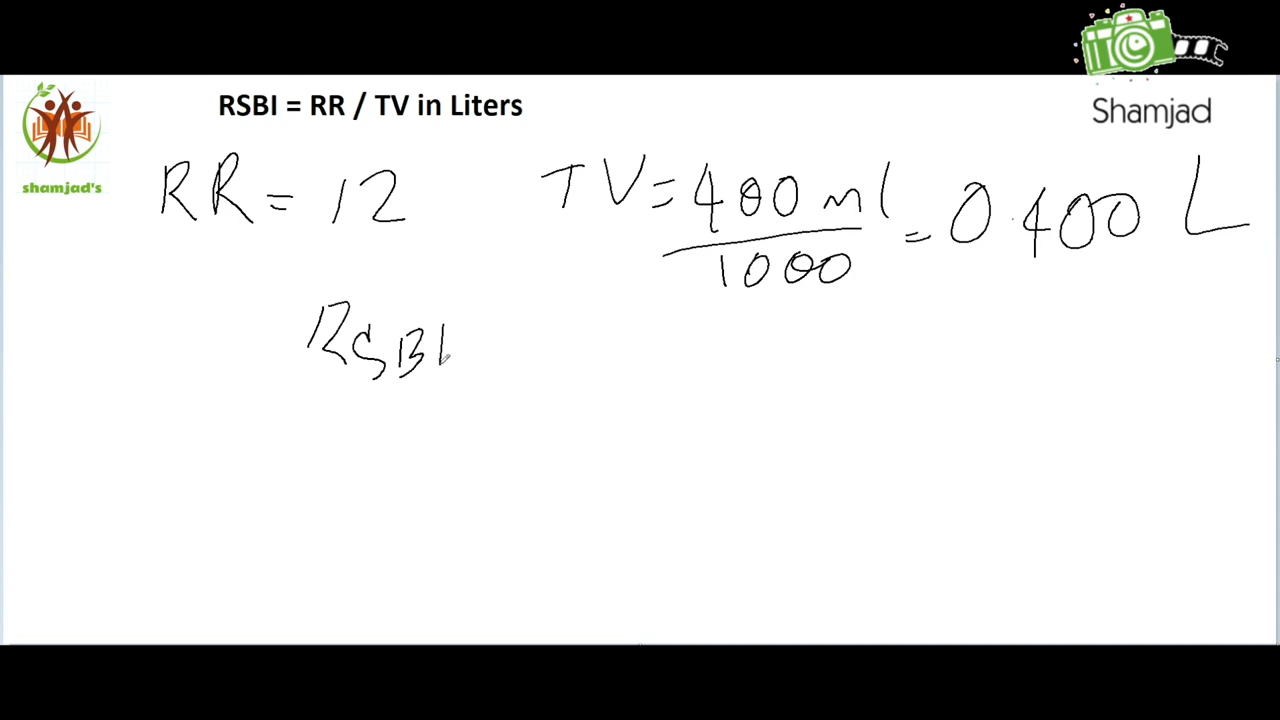 Shamjad
shamjad's
RSBI = RR / TV in Liters
RR = 12
TV = 400 ml / 1000 = 0.400 L
RSBI